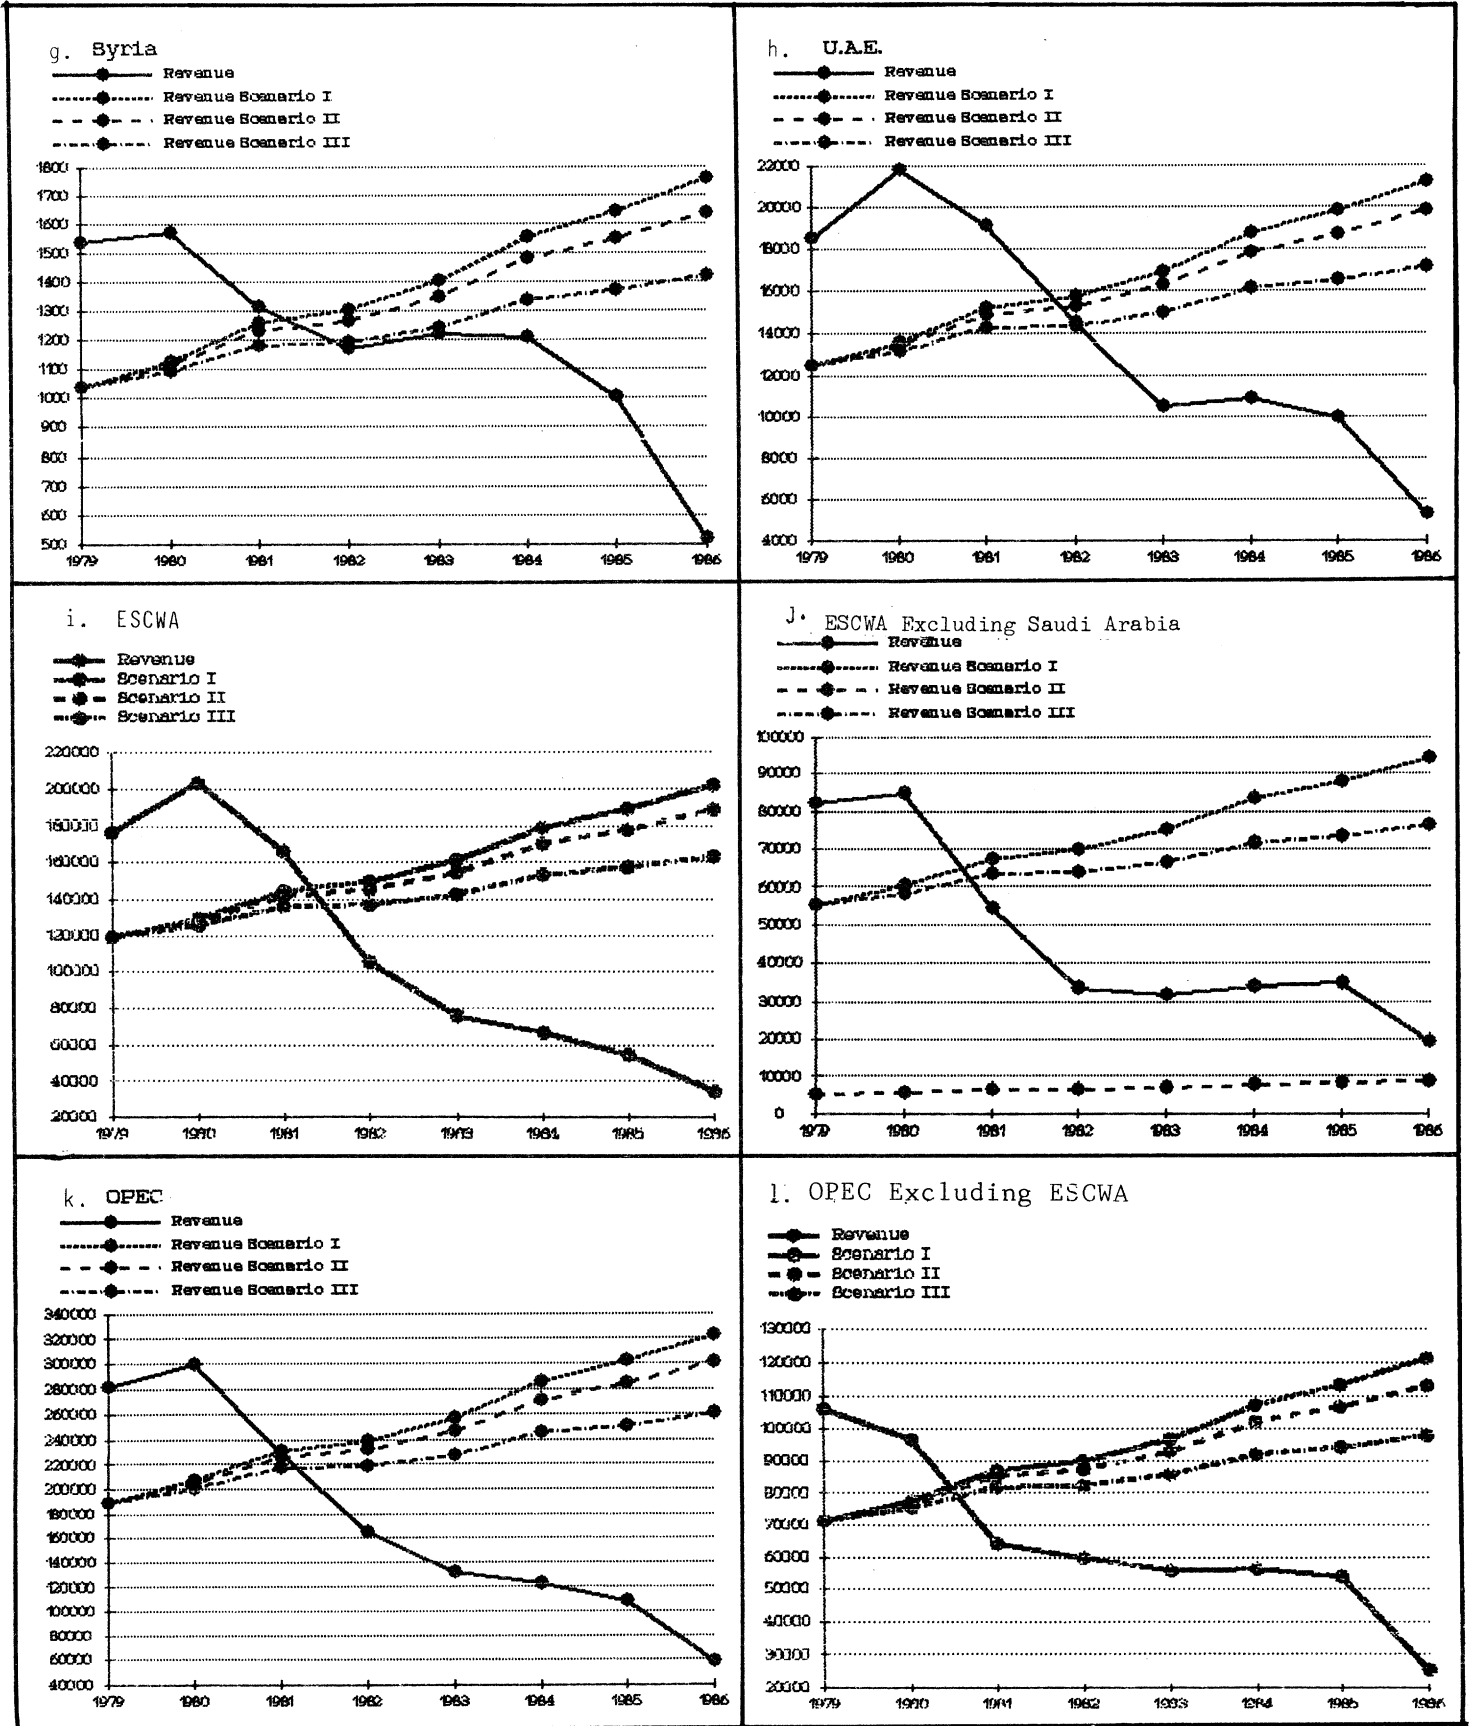 g. Syria
Revenue
Revenue Scenario I
Revenue Scenario II
Revenue Scenario III
1800
1700
1600
1500
1400
1300
1200
1100
1000
900
800
700
600
500
1979 1980 1981 1982 1983 1984 1985 1986
h. U.A.E.
Revenue
Revenue Scenario I
Revenue Scenario II
Revenue Scenario III
22000
20000
18000
16000
14000
12000
10000
8000
6000
4000
1979 1980 1981 1982 1983 1984 1985 1986
i. ESCWA
Revenue
Scenario I
Scenario II
Scenario III
220000
200000
180000
160000
140000
120000
100000
80000
60000
40000
20000
1979 1980 1981 1982 1983 1984 1985 1986
J. ESCWA Excluding Saudi Arabia
Revenue
Revenue Scenario I
Revenue Scenario II
Revenue Scenario III
100000
90000
80000
70000
60000
50000
40000
30000
20000
10000
0
1979 1980 1981 1982 1983 1984 1985 1986
k. OPEC
Revenue
Revenue Scenario I
Revenue Scenario II
Revenue Scenario III
340000
320000
300000
280000
260000
240000
220000
200000
180000
160000
140000
120000
100000
80000
60000
40000
1979 1980 1981 1982 1983 1984 1985 1986
l. OPEC Excluding ESCWA
Revenue
Scenario I
Scenario II
Scenario III
130000
120000
110000
100000
90000
80000
70000
60000
50000
40000
30000
20000
1979 1980 1981 1982 1983 1984 1985 1986